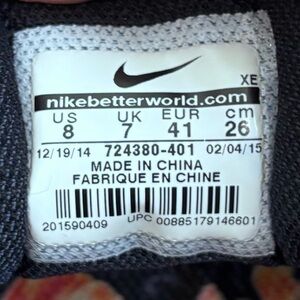 XE
nikebetterworld.com
US UK EUR cm
8 7 41 26
12/19/14 724380-401 02/04/15
MADE IN CHINA
FABRIQUE EN CHINE
201590409 UPC 00885179146601